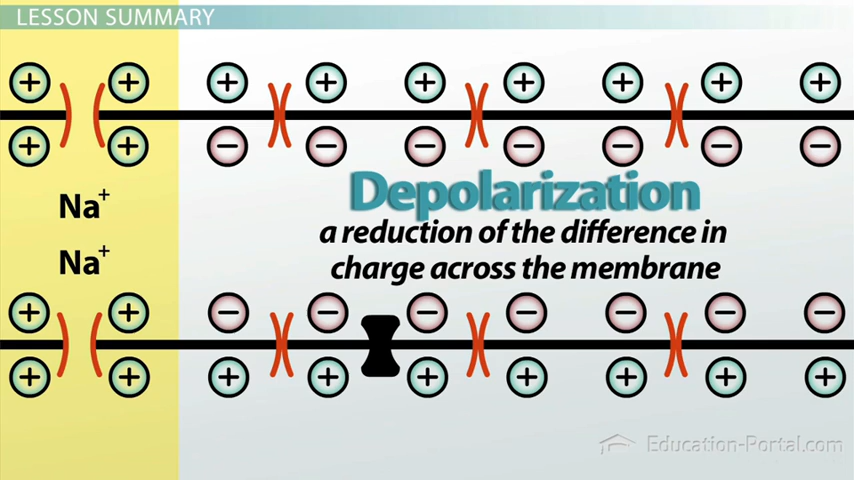 LESSON SUMMARY
+ + + + + + + + +
+ + − − − − − − −
Depolarization
Na+
a reduction of the difference in
charge across the membrane
Na+
+ + − − − − − − −
+ + + + + + + + +
Education-Portal.com